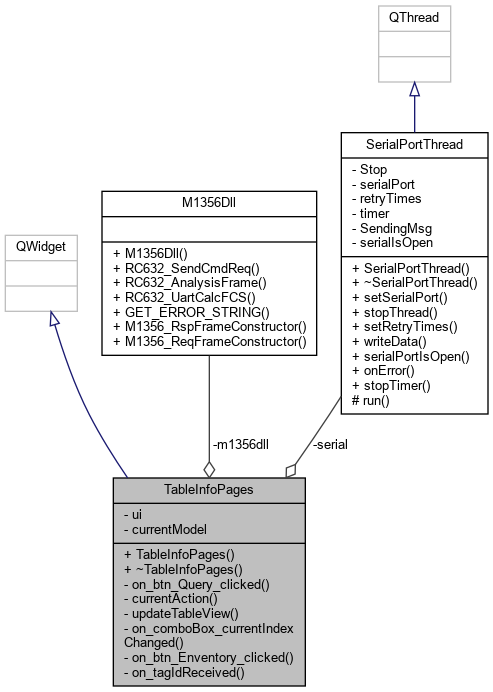 QThread
SerialPortThread
- Stop
- serialPort
- retryTimes
- timer
- SendingMsg
- serialIsOpen
+ SerialPortThread()
+ ~SerialPortThread()
+ setSerialPort()
+ stopThread()
+ setRetryTimes()
+ writeData()
+ serialPortIsOpen()
+ onError()
+ stopTimer()
# run()
M1356Dll
+ M1356Dll()
+ RC632_SendCmdReq()
+ RC632_AnalysisFrame()
+ RC632_UartCalcFCS()
+ GET_ERROR_STRING()
+ M1356_RspFrameConstructor()
+ M1356_ReqFrameConstructor()
QWidget
-m1356dll
-serial
TableInfoPages
- ui
- currentModel
+ TableInfoPages()
+ ~TableInfoPages()
- on_btn_Query_clicked()
- currentAction()
- updateTableView()
- on_comboBox_currentIndex
Changed()
- on_btn_Enventory_clicked()
- on_tagIdReceived()